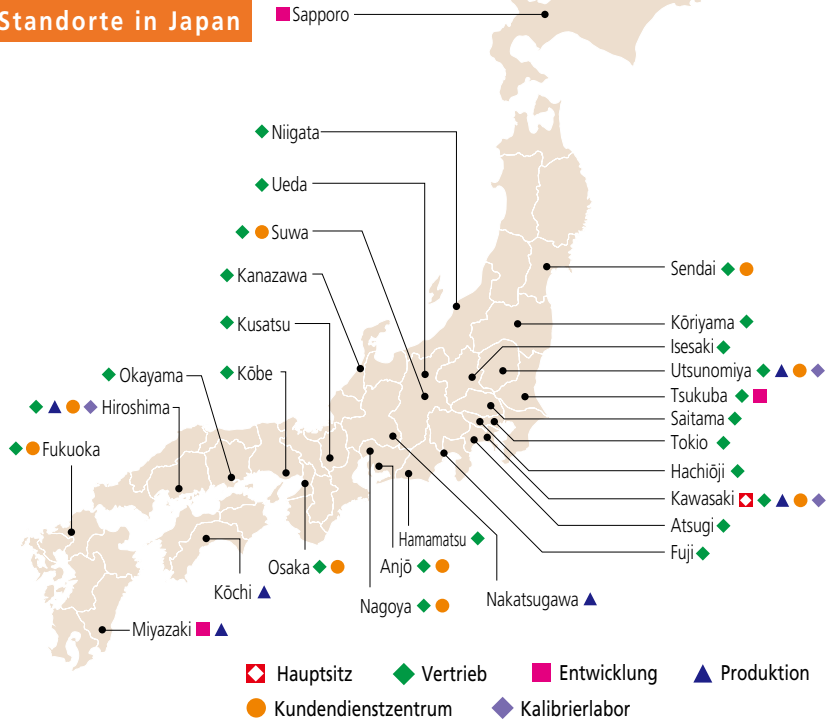 Standorte in Japan
Sapporo
Niigata
Ueda
Suwa
Kanazawa
Kusatsu
Kōbe
Okayama
Hiroshima
Fukuoka
Sendai
Kōriyama
Isesaki
Utsunomiya
Tsukuba
Saitama
Tokio
Hachiōji
Kawasaki
Atsugi
Fuji
Hamamatsu
Osaka
Anjō
Kōchi
Nagoya
Nakatsugawa
Miyazaki
Hauptsitz Vertrieb Entwicklung Produktion
Kundendienstzentrum Kalibrierlabor